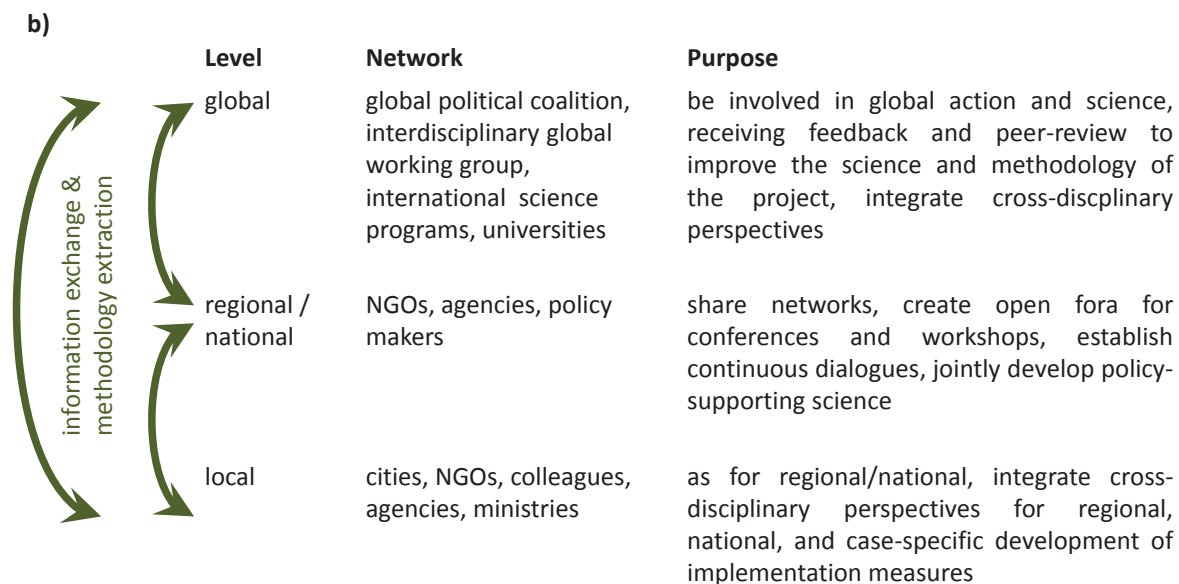 b)
Level Network Purpose
information exchange &
methodology extraction
global
global political coalition,
interdisciplinary global
working group,
international science
programs, universities
be involved in global action and science,
receiving feedback and peer-review to
improve the science and methodology of
the project, integrate cross-discplinary
perspectives
regional /
national
NGOs, agencies, policy
makers
share networks, create open fora for
conferences and workshops, establish
continuous dialogues, jointly develop policy-
supporting science
local
cities, NGOs, colleagues,
agencies, ministries
as for regional/national, integrate cross-
disciplinary perspectives for regional,
national, and case-specific development of
implementation measures